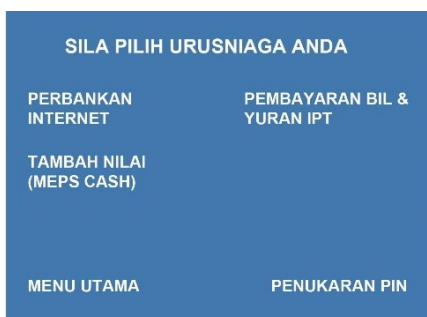 SILA PILIH URUSNIAGA ANDA
PERBANKAN
INTERNET
PEMBAYARAN BIL &
YURAN IPT
TAMBAH NILAI
(MEPS CASH)
MENU UTAMA
PENUKARAN PIN